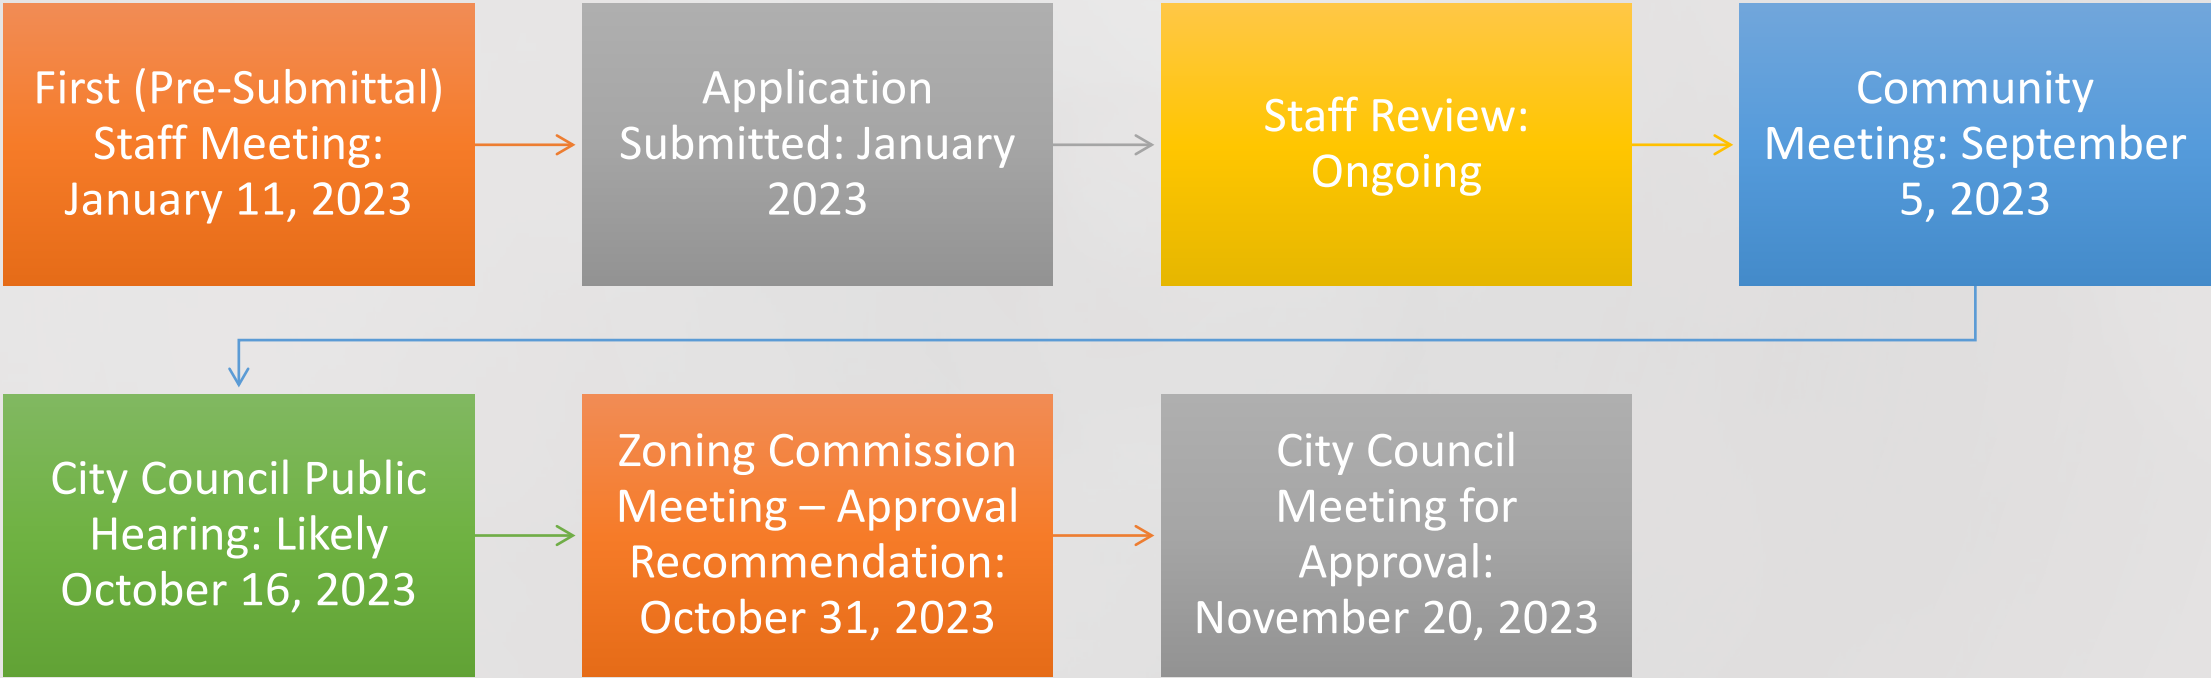 First (Pre-Submittal)
Staff Meeting:
January 11, 2023
Application
Submitted: January
2023
Staff Review:
Ongoing
Community
Meeting: September
5, 2023
City Council Public
Hearing: Likely
October 16, 2023
Zoning Commission
Meeting – Approval
Recommendation:
October 31, 2023
City Council
Meeting for
Approval:
November 20, 2023